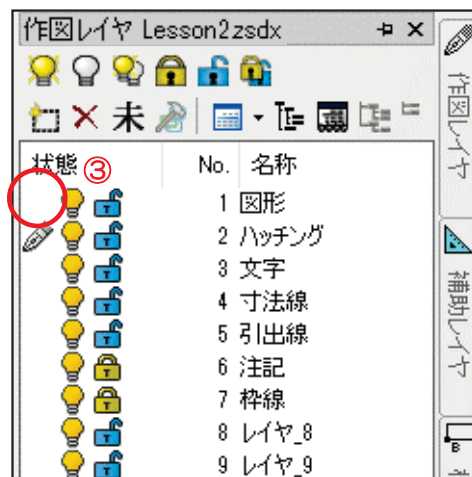 作図レイヤ Lesson2.zsdx
未
状態 ③ No. 名称
1 図形
2 ハッチング
3 文字
4 寸法線
5 引出線
6 注記
7 枠線
8 レイヤ_8
9 レイヤ_9
作図レイヤ
補助レイヤ
B